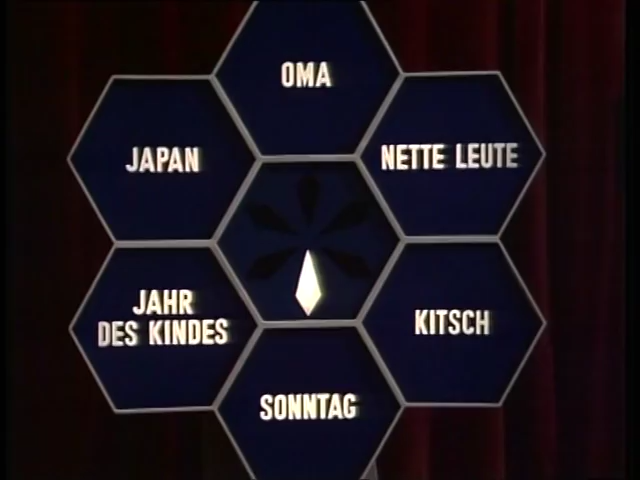 OMA
JAPAN
NETTE LEUTE
JAHR
DES KINDES
KITSCH
SONNTAG